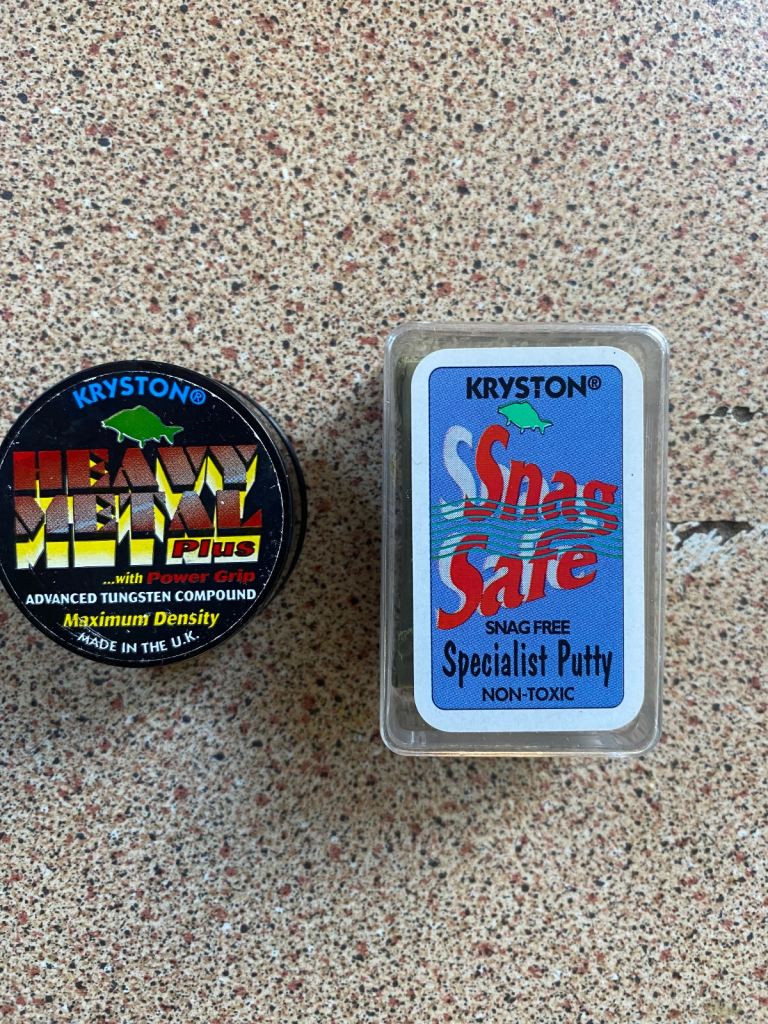 KRYSTON®
HEAVY
METAL
Plus
...with Power Grip
ADVANCED TUNGSTEN COMPOUND
Maximum Density
MADE IN THE U.K.
KRYSTON®
Snag
Safe
SNAG FREE
Specialist Putty
NON-TOXIC